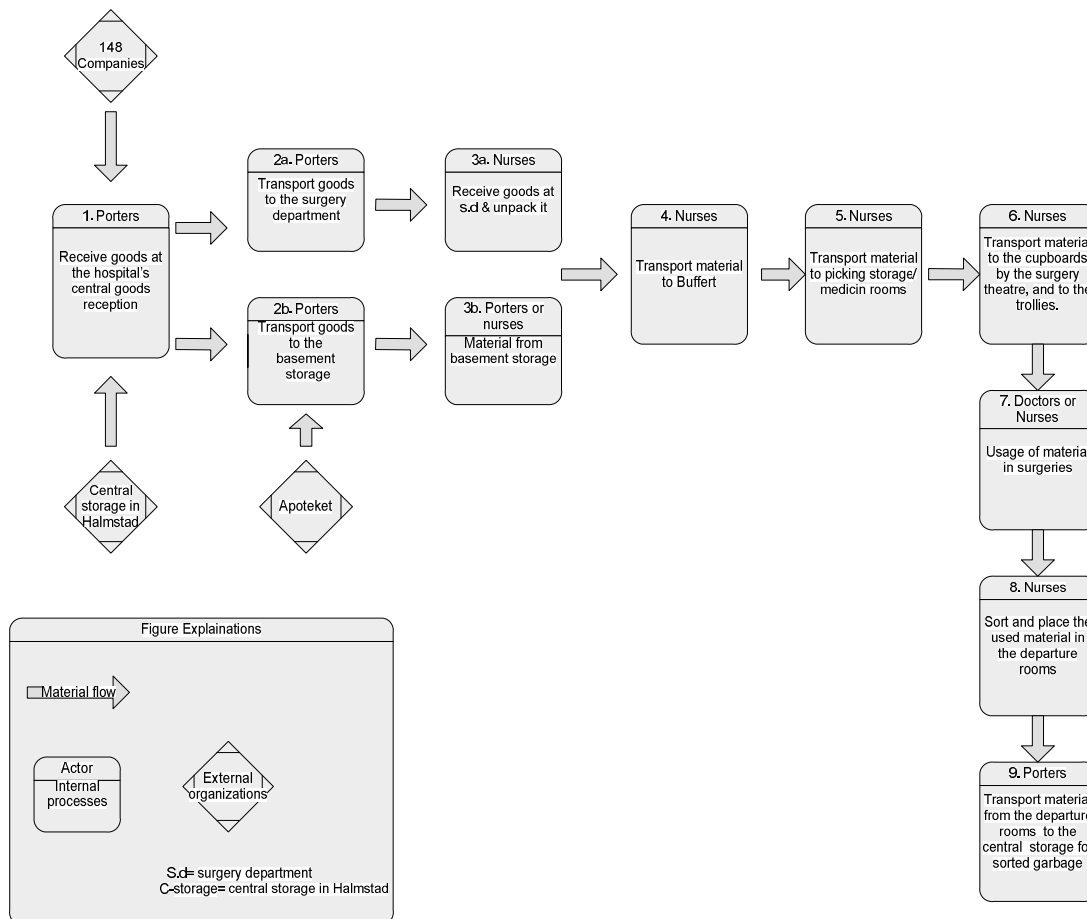 148
Companies
1. Porters
Receive goods at
the hospital's
central goods
reception
Central
storage in
Halmstad
2a. Porters
Transport goods
to the surgery
department
2b. Porters
Transport goods
to the
basement
storage
Apoteket
3a. Nurses
Receive goods at
s.d & unpack it
3b. Porters or
nurses
Material from
basement storage
4. Nurses
Transport material
to Buffert
5. Nurses
Transport material
to picking storage/
medicin rooms
6. Nurses
Transport materia
to the cupboards
by the surgery
theatre, and to the
trollies.
7. Doctors or
Nurses
Usage of materia
in surgeries
8. Nurses
Sort and place the
used material in
the departure
rooms
9. Porters
Transport materia
from the departure
rooms to the
central storage fo
sorted garbage
Figure Explainations
Material flow
Actor
Internal
processes
External
organizations
S.d= surgery department
C-storage= central storage in Halmstad